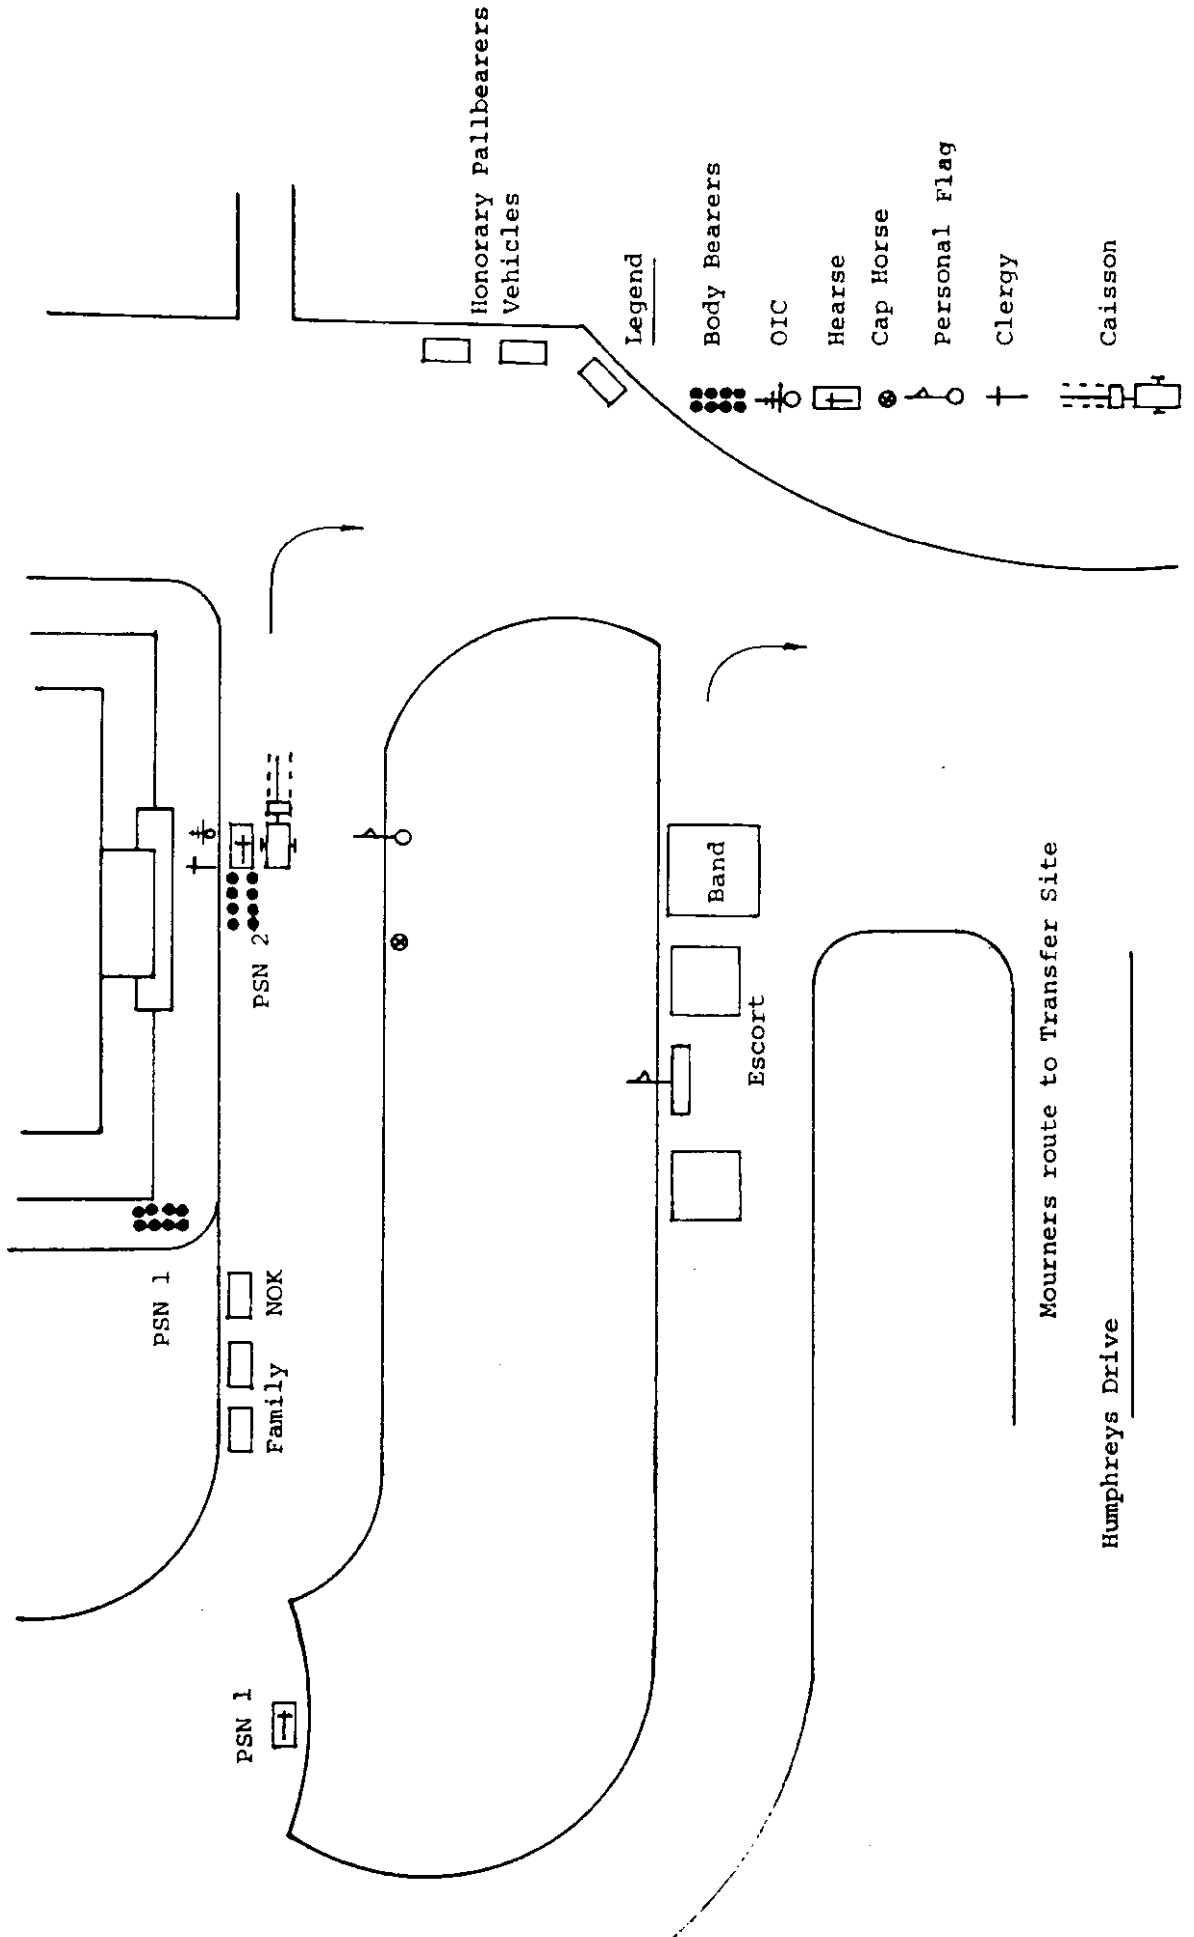 Honorary Pallbearers
Vehicles
Legend
Body Bearers
OIC
Hearse
Cap Horse
Personal Flag
Clergy
Caisson
PSN 2
PSN 1
NOK
Family
PSN 1
Band
Escort
Mourners route to Transfer Site
Humphreys Drive